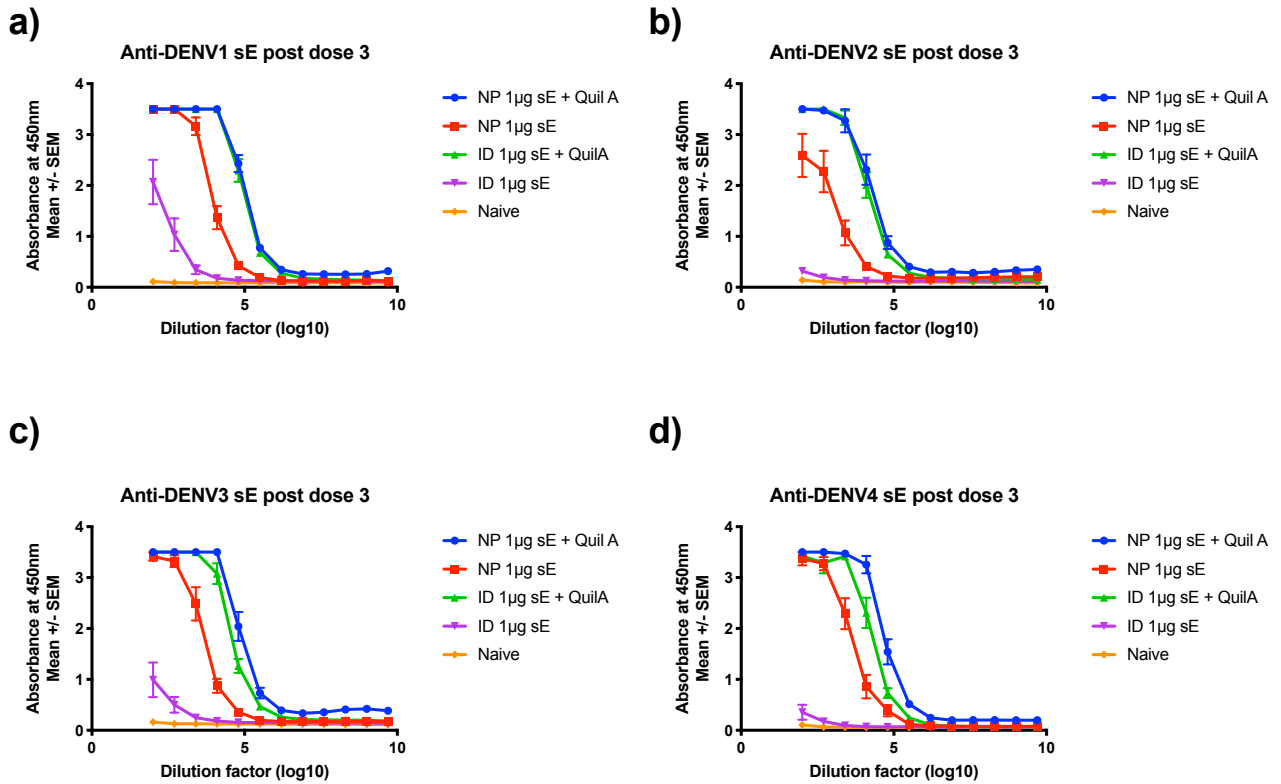 a)
Anti-DENV1 sE post dose 3
Absorbance at 450nm
Mean +/- SEM
4
3
2
1
0
0
5
10
Dilution factor (log10)
NP 1µg sE + Quil A
NP 1µg sE
ID 1µg sE + QuilA
ID 1µg sE
Naive
b)
Anti-DENV2 sE post dose 3
Absorbance at 450nm
Mean +/- SEM
4
3
2
1
0
0
5
10
Dilution factor (log10)
NP 1µg sE + Quil A
NP 1µg sE
ID 1µg sE + QuilA
ID 1µg sE
Naive
c)
Anti-DENV3 sE post dose 3
Absorbance at 450nm
Mean +/- SEM
4
3
2
1
0
0
5
10
Dilution factor (log10)
NP 1µg sE + Quil A
NP 1µg sE
ID 1µg sE + QuilA
ID 1µg sE
Naive
d)
Anti-DENV4 sE post dose 3
Absorbance at 450nm
Mean +/- SEM
4
3
2
1
0
0
5
10
Dilution factor (log10)
NP 1µg sE + Quil A
NP 1µg sE
ID 1µg sE + QuilA
ID 1µg sE
Naive